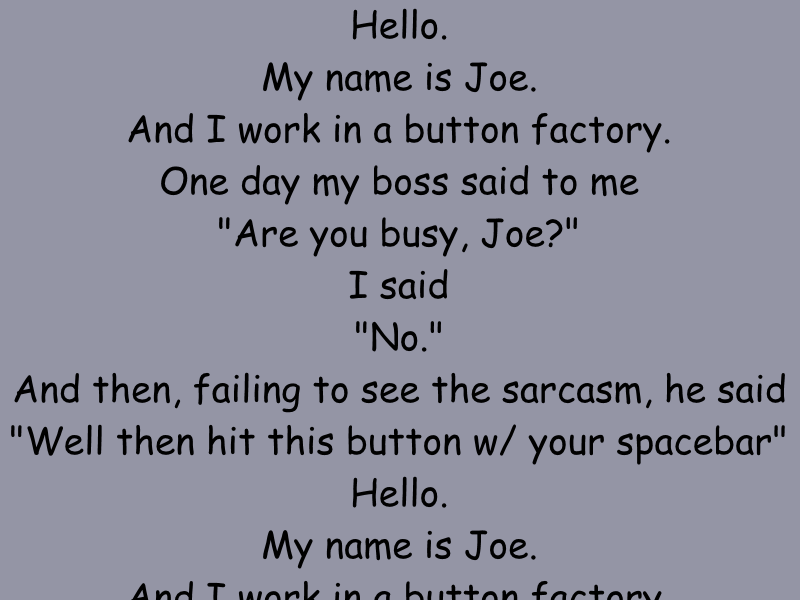 Hello.
My name is Joe.
And I work in a button factory.
One day my boss said to me
"Are you busy, Joe?"
I said
"No."
And then, failing to see the sarcasm, he said
"Well then hit this button w/ your spacebar"
Hello.
My name is Joe.
And I work in a button factory.